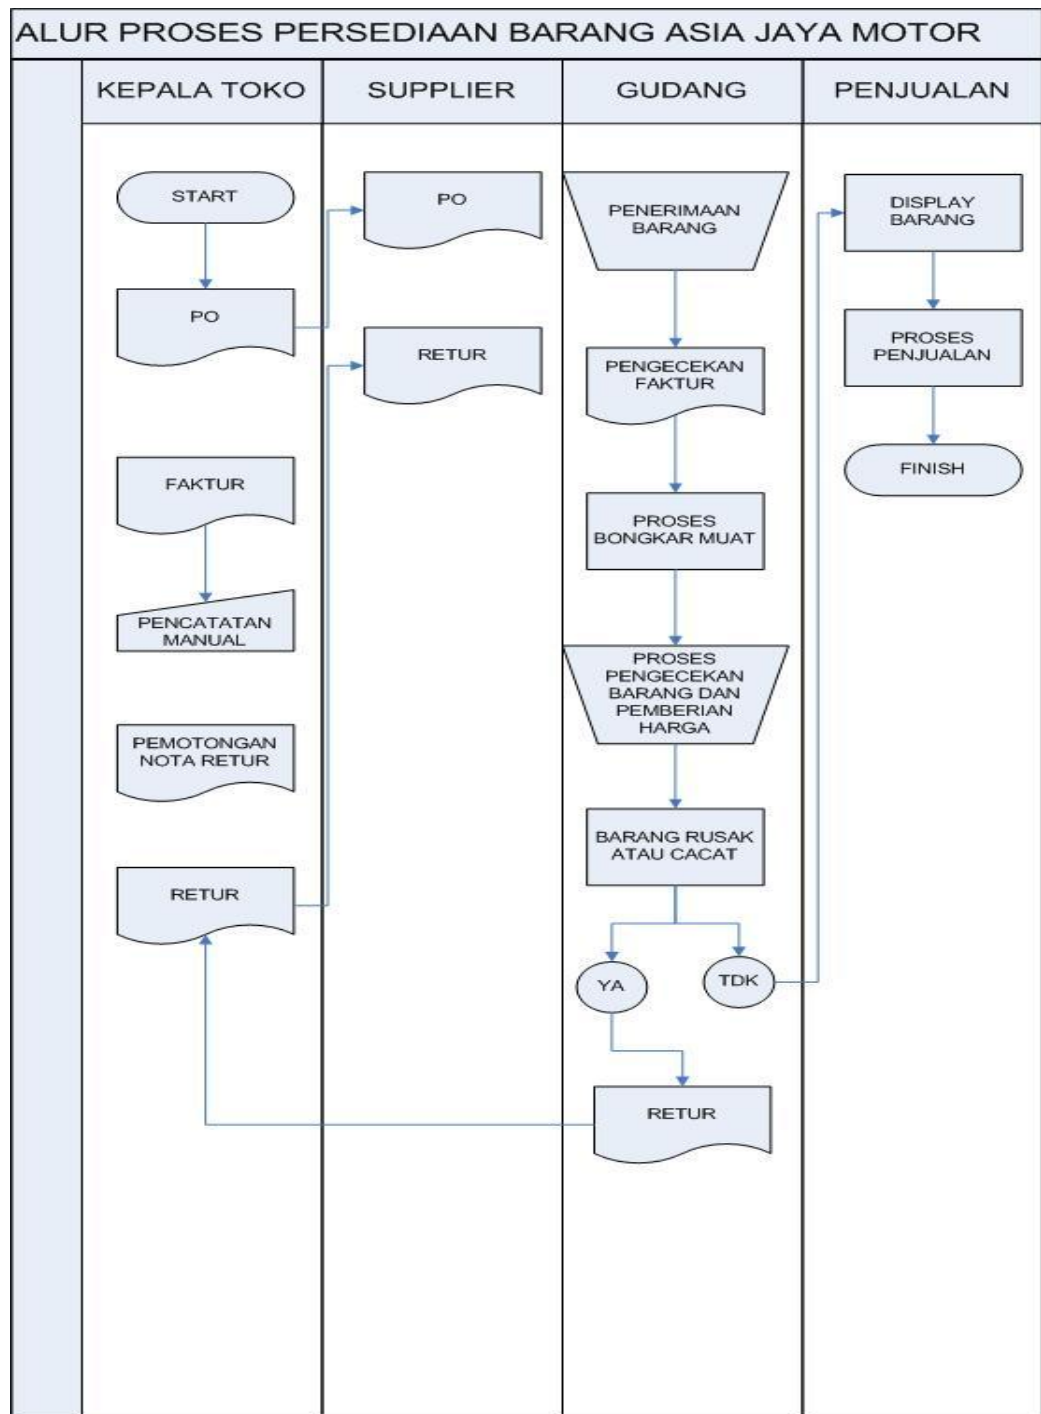 ALUR PROSES PERSEDIAAN BARANG ASIA JAYA MOTOR
KEPALA TOKO
SUPPLIER
GUDANG
PENJUALAN
START
PO
FAKTUR
PENCATATAN
MANUAL
PEMOTONGAN
NOTA RETUR
RETUR
PO
RETUR
PENERIMAAN
BARANG
PENGECEKAN
FAKTUR
PROSES
BONGKAR MUAT
PROSES
PENGECEKAN
BARANG DAN
PEMBERIAN
HARGA
BARANG RUSAK
ATAU CACAT
YA
TDK
RETUR
DISPLAY
BARANG
PROSES
PENJUALAN
FINISH